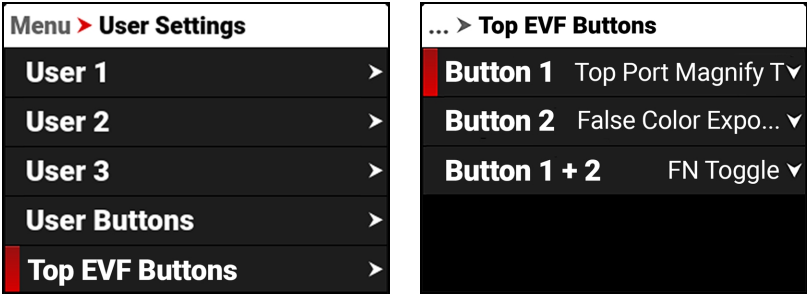 Menu > User Settings
User 1
User 2
User 3
User Buttons
Top EVF Buttons
... > Top EVF Buttons
Button 1 Top Port Magnify T
Button 2 False Color Expo...
Button 1 + 2 FN Toggle